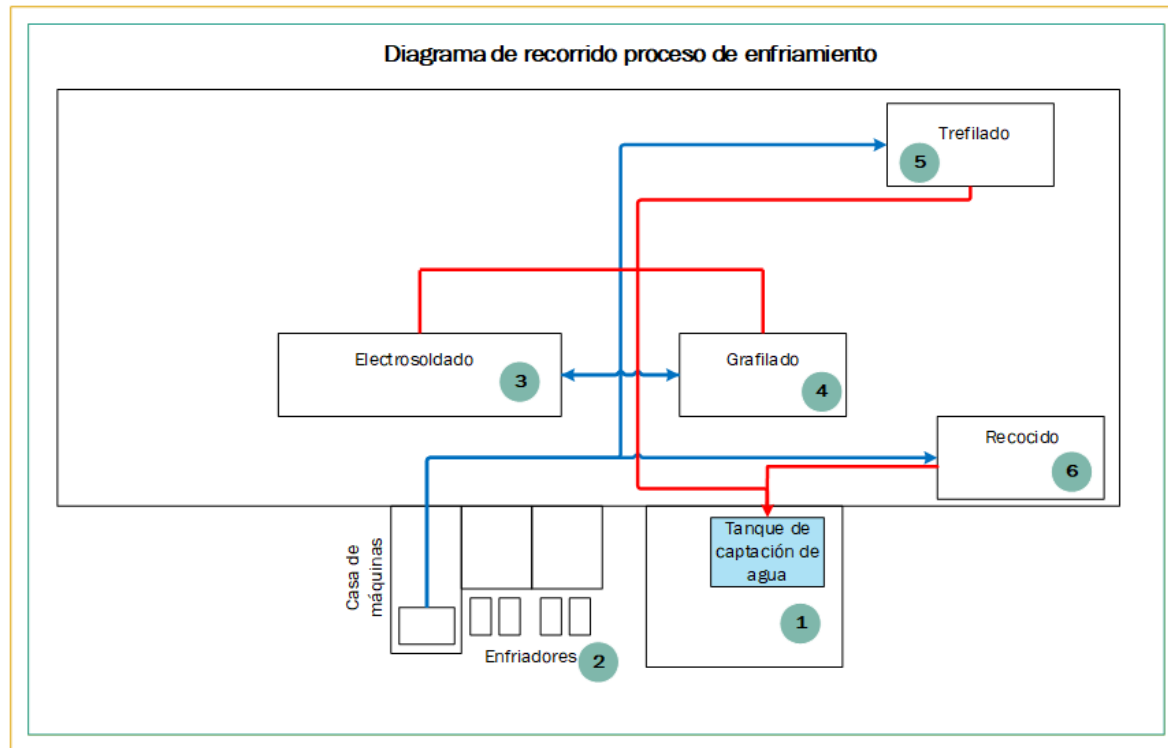 Diagrama de recorrido proceso de enfriamiento
Trefilado
5
Electrosoldado
3
Grafilado
4
Recocido
6
Casa de
máquinas
Tanque de
captación de
agua
1
Enfriadores
2